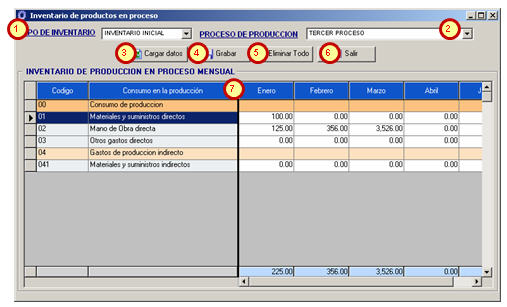 Inventario de productos en proceso
1 PO DE INVENTARIO INVENTARIO INICIAL PROCESO DE PRODUCCION TERCER PROCESO 2
3 Cargar datos 4 Grabar 5 Eliminar Todo 6 Salir
INVENTARIO DE PRODUCCION EN PROCESO MENSUAL
Codigo Consumo en la producción 7 Enero Febrero Marzo Abril
00 Consumo de produccion
01 Materiales y suministros directos 100.00 0.00 0.00 0.00
02 Mano de Obra directa 125.00 356.00 3,526.00 0.00
03 Otros gastos directos 0.00 0.00 0.00 0.00
04 Gastos de produccion indirecto
041 Materiales y suministros indirectos 0.00 0.00 0.00 0.00
225.00 356.00 3,526.00 0.00